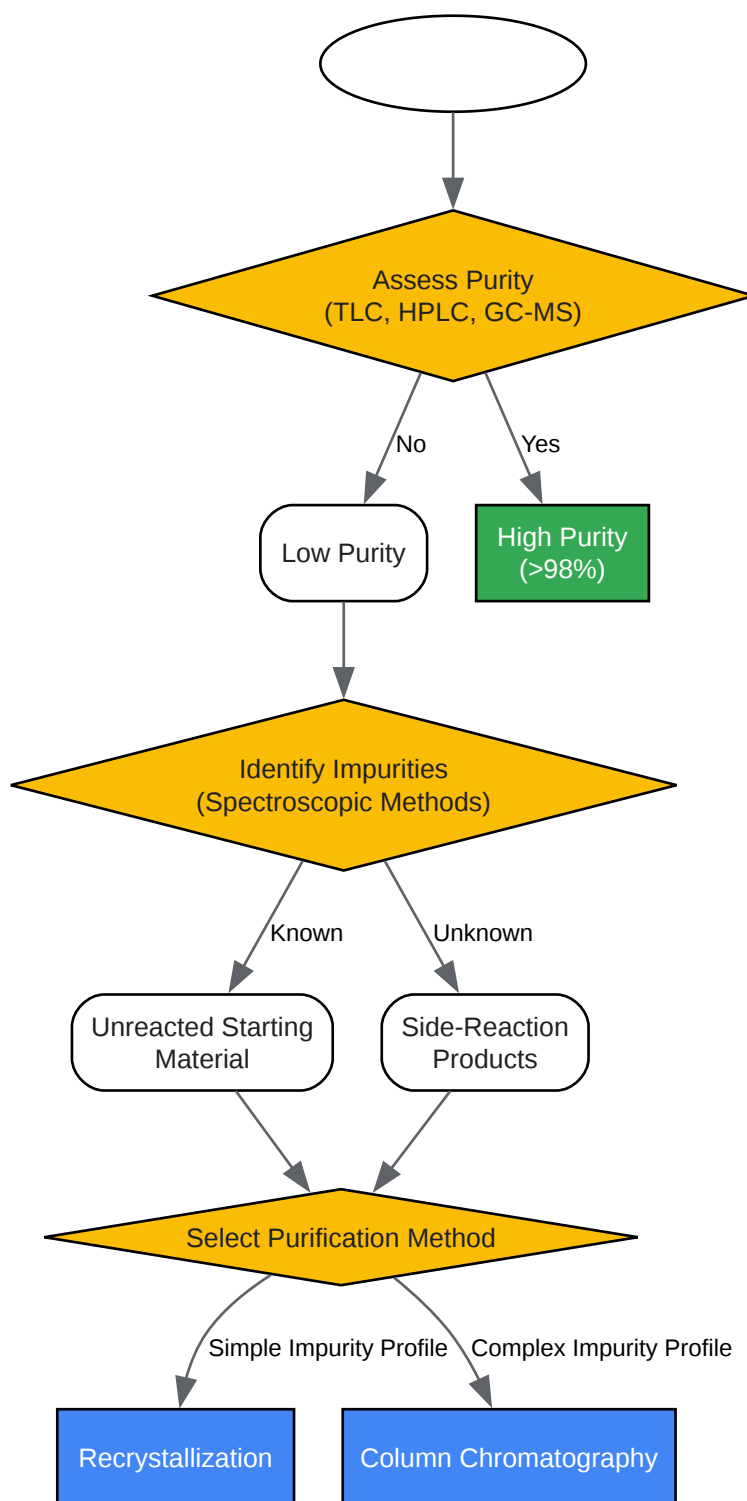 Assess Purity
(TLC, HPLC, GC-MS)
No
Yes
Low Purity
High Purity
(>98%)
Identify Impurities
(Spectroscopic Methods)
Known
Unknown
Unreacted Starting
Material
Side-Reaction
Products
Select Purification Method
Simple Impurity Profile
Complex Impurity Profile
Recrystallization
Column Chromatography